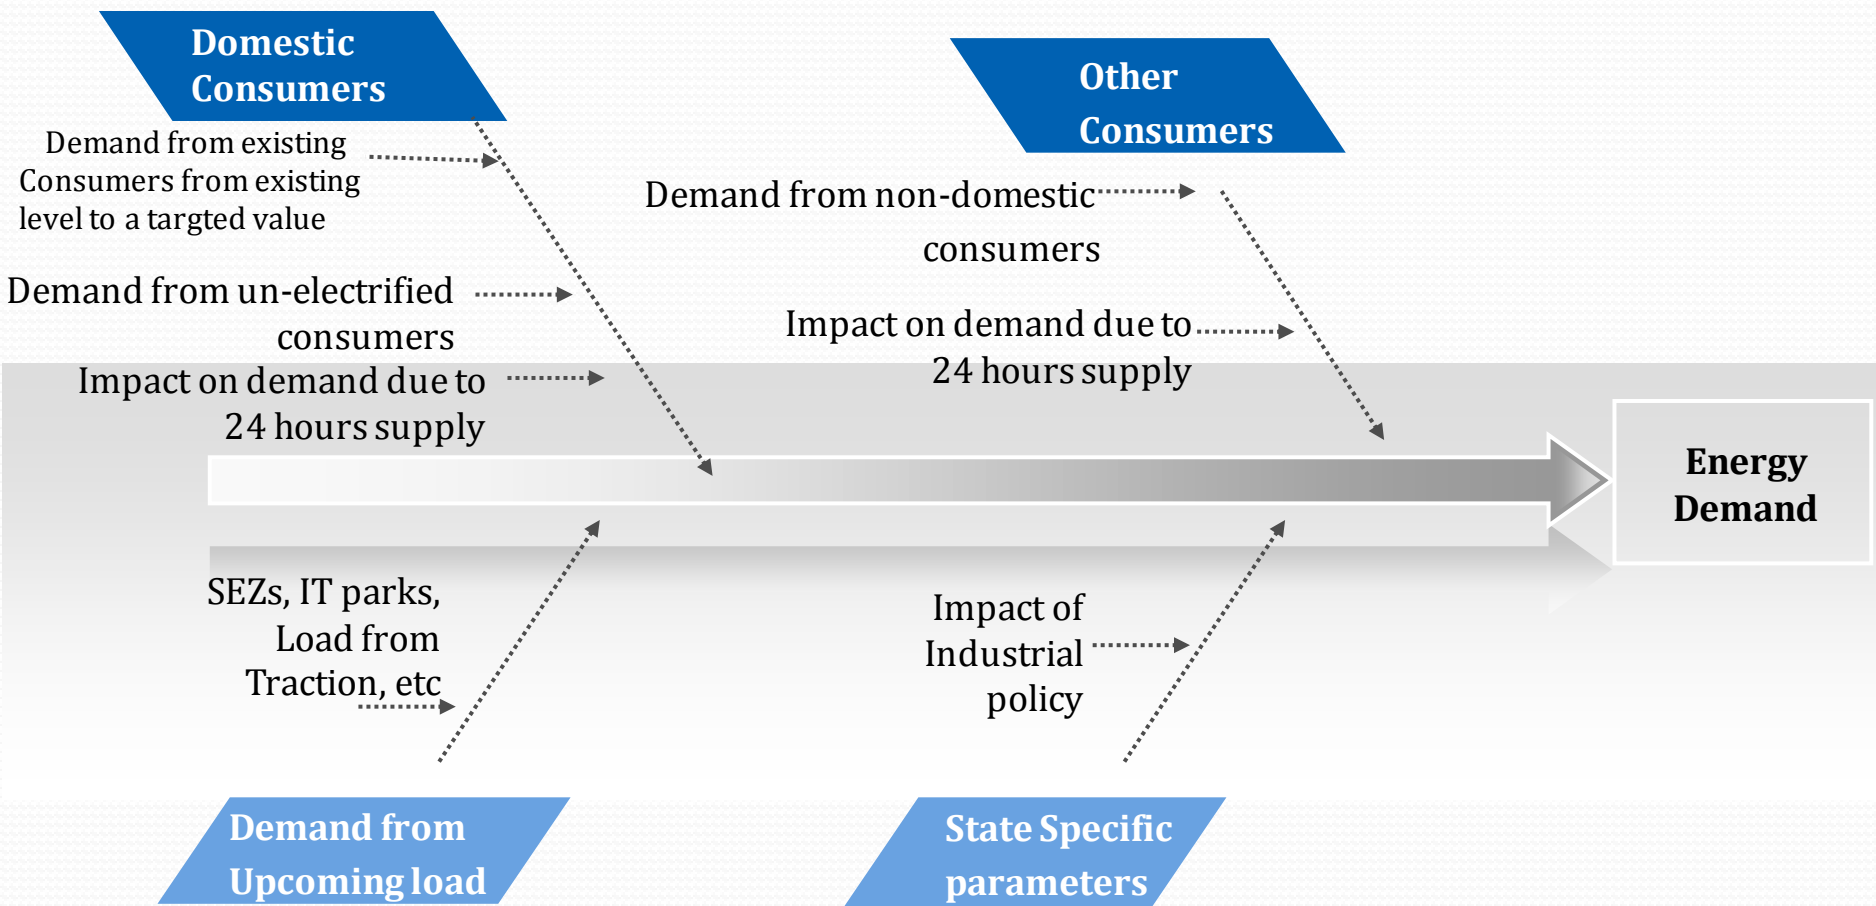 Domestic
Consumers
Demand from existing
Consumers from existing
level to a targted value
Demand from un-electrified
consumers
Impact on demand due to
24 hours supply
Other
Consumers
Demand from non-domestic
consumers
Impact on demand due to
24 hours supply
Energy
Demand
SEZs, IT parks,
Load from
Traction, etc
Impact of
Industrial
policy
Demand from
Upcoming load
State Specific
parameters